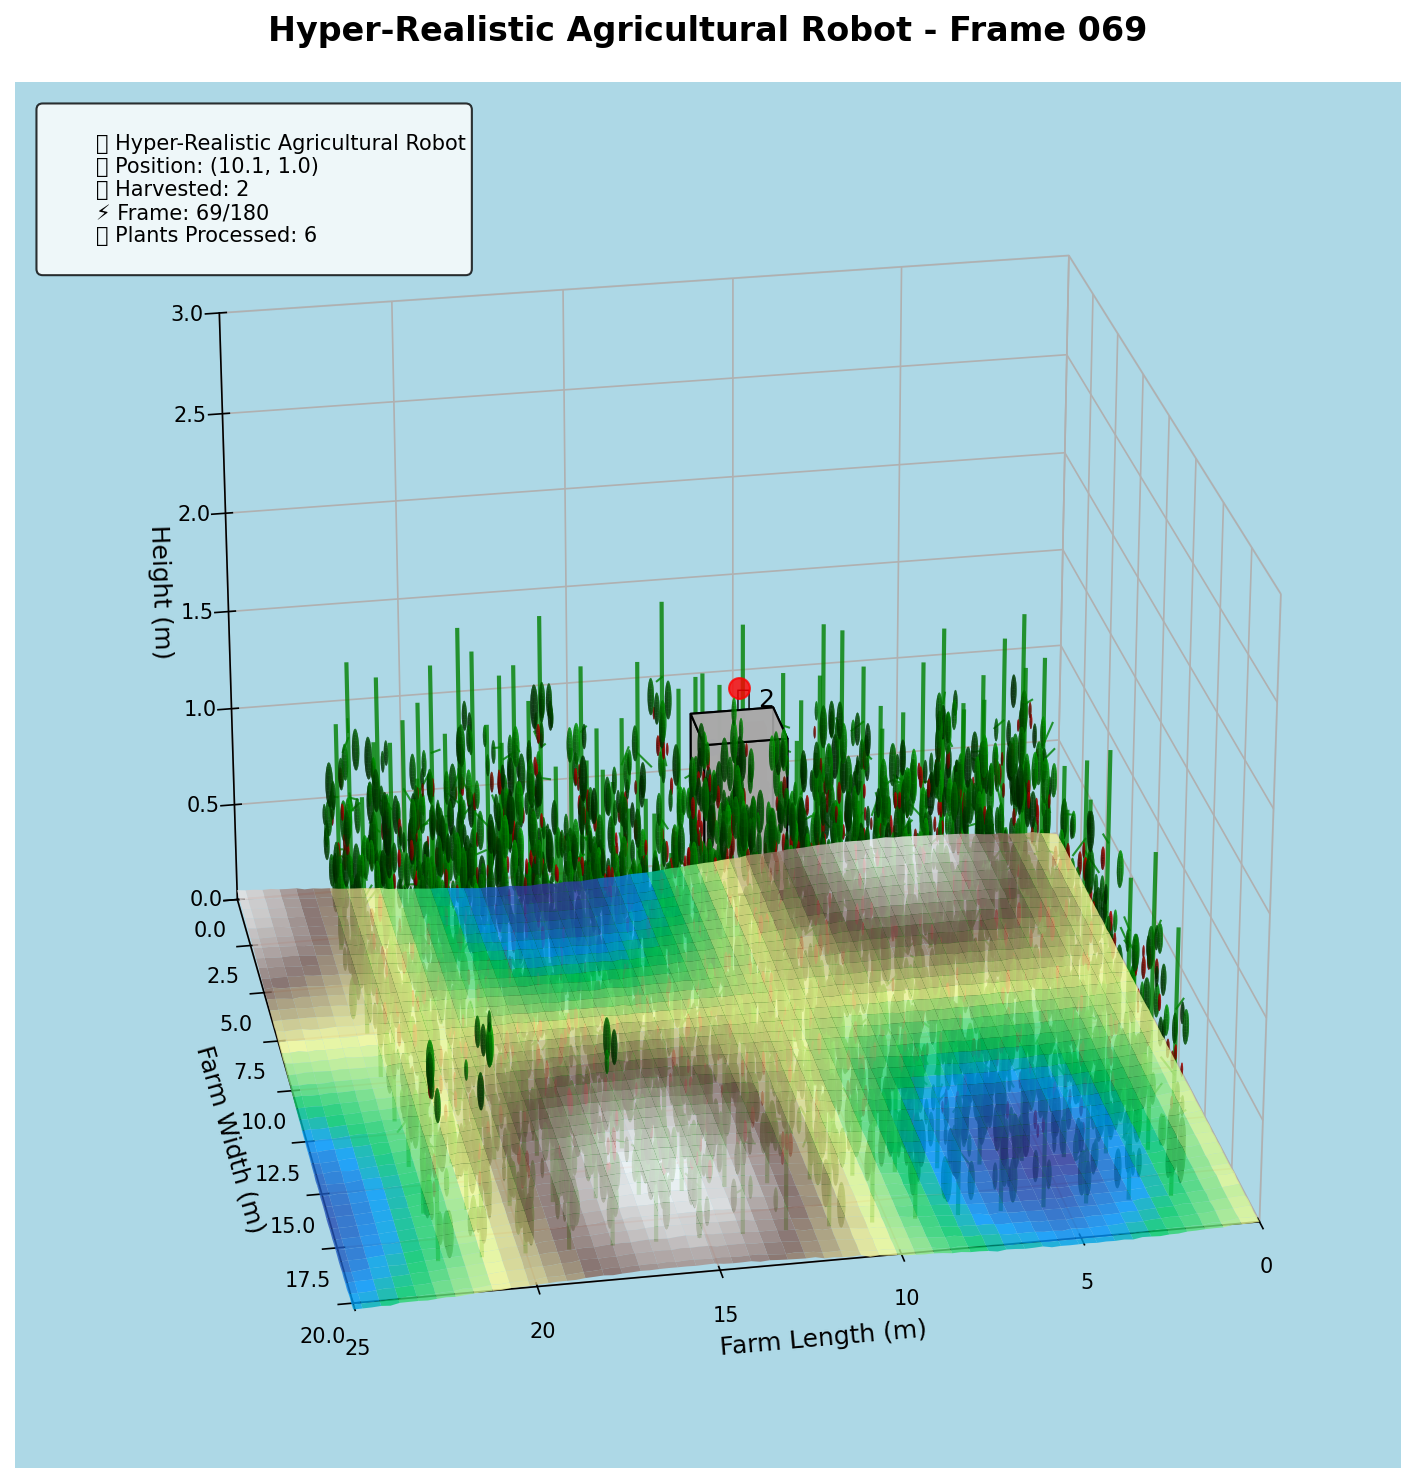 Hyper-Realistic Agricultural Robot - Frame 069
Hyper-Realistic Agricultural Robot
Position: (10.1, 1.0)
Harvested: 2
⚡ Frame: 69/180
Plants Processed: 6
3.0
2.5
2.0
1.5
1.0
0.5
0.0
Height (m)
2
0.0
2.5
5.0
7.5
10.0
12.5
15.0
17.5
20.0
Farm Width (m)
25
20
15
10
5
0
Farm Length (m)